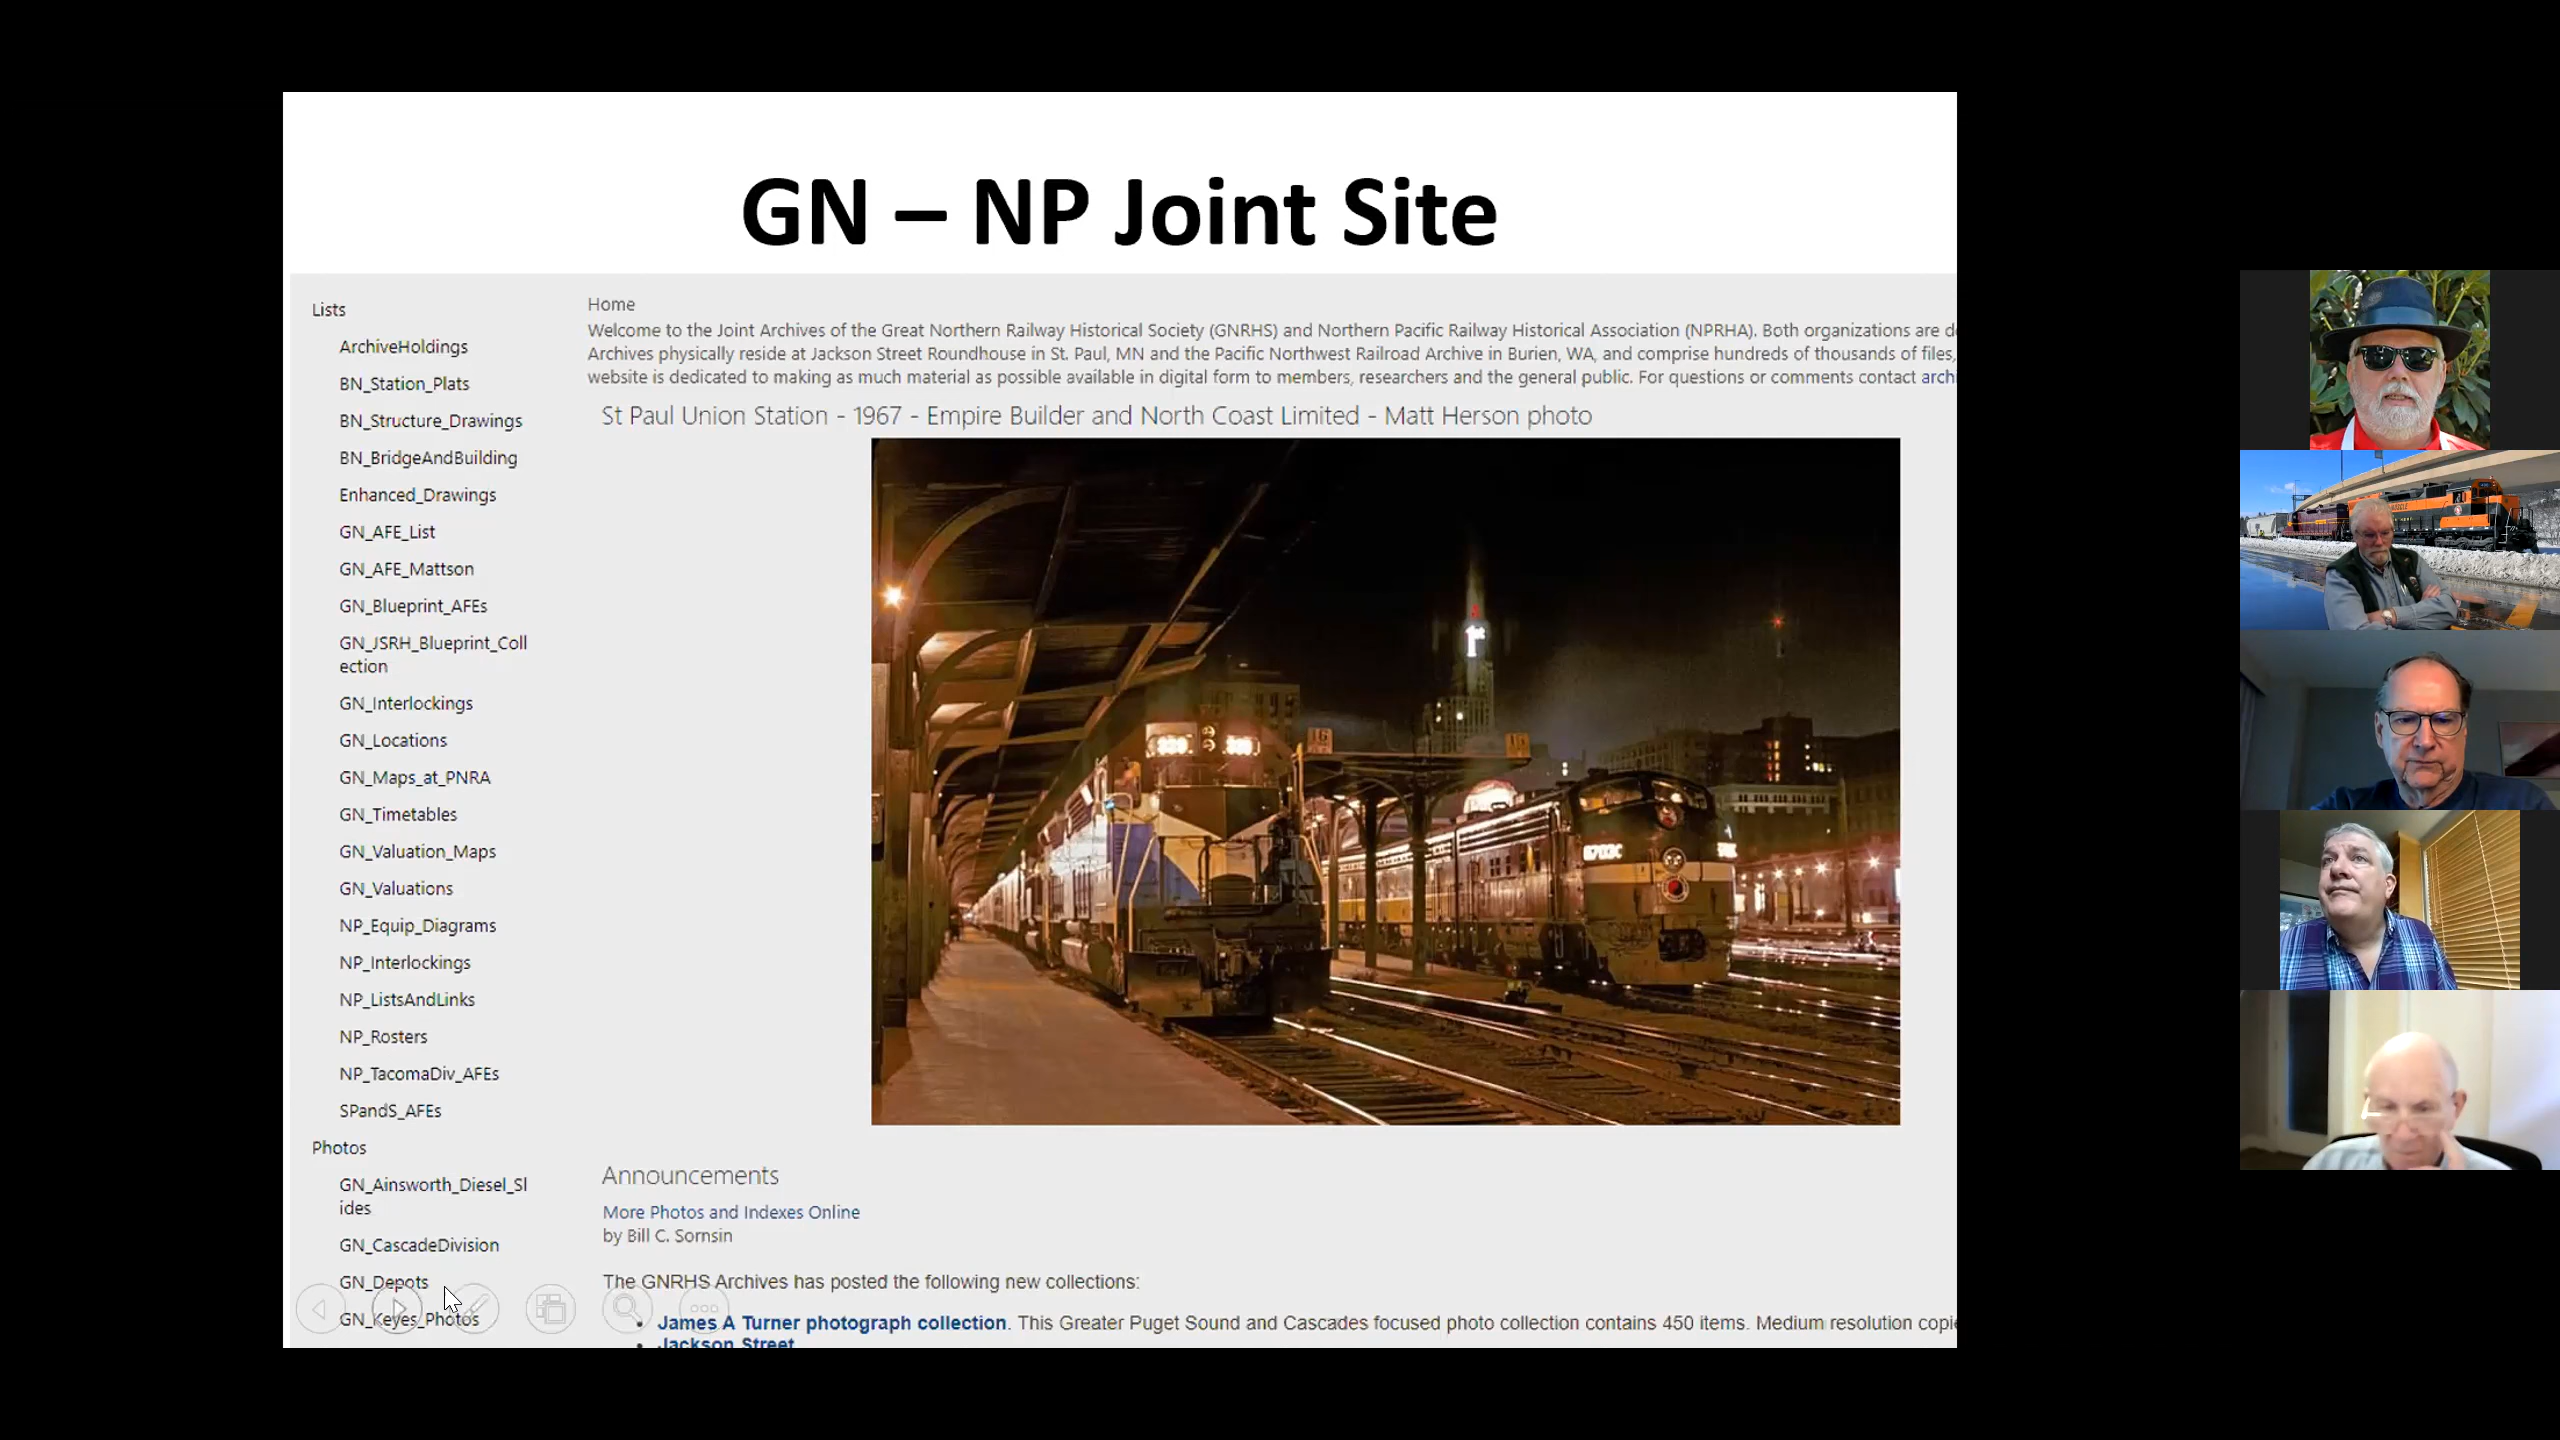 GN – NP Joint Site
Lists
ArchiveHoldings
BN_Station_Plats
BN_Structure_Drawings
BN_BridgeAndBuilding
Enhanced_Drawings
GN_AFE_List
GN_AFE_Mattson
GN_Blueprint_AFEs
GN_JSRH_Blueprint_Coll
ection
GN_Interlockings
GN_Locations
GN_Maps_at_PNRA
GN_Timetables
GN_Valuation_Maps
GN_Valuations
NP_Equip_Diagrams
NP_Interlockings
NP_ListsAndLinks
NP_Rosters
NP_TacomaDiv_AFEs
SPandS_AFEs
Photos
GN_Ainsworth_Diesel_Sl
ides
GN_CascadeDivision
GN_Depots
GN_Keyes_Photos
Home
Welcome to the Joint Archives of the Great Northern Railway Historical Society (GNRHS) and Northern Pacific Railway Historical Association (NPRHA). Both organizations are d
Archives physically reside at Jackson Street Roundhouse in St. Paul, MN and the Pacific Northwest Railroad Archive in Burien, WA, and comprise hundreds of thousands of files,
website is dedicated to making as much material as possible available in digital form to members, researchers and the general public. For questions or comments contact archi
St Paul Union Station - 1967 - Empire Builder and North Coast Limited - Matt Herson photo
1st
16
15
6703C
Announcements
More Photos and Indexes Online
by Bill C. Sornsin
The GNRHS Archives has posted the following new collections:
• James A Turner photograph collection. This Greater Puget Sound and Cascades focused photo collection contains 450 items. Medium resolution copie
• Jackson Street